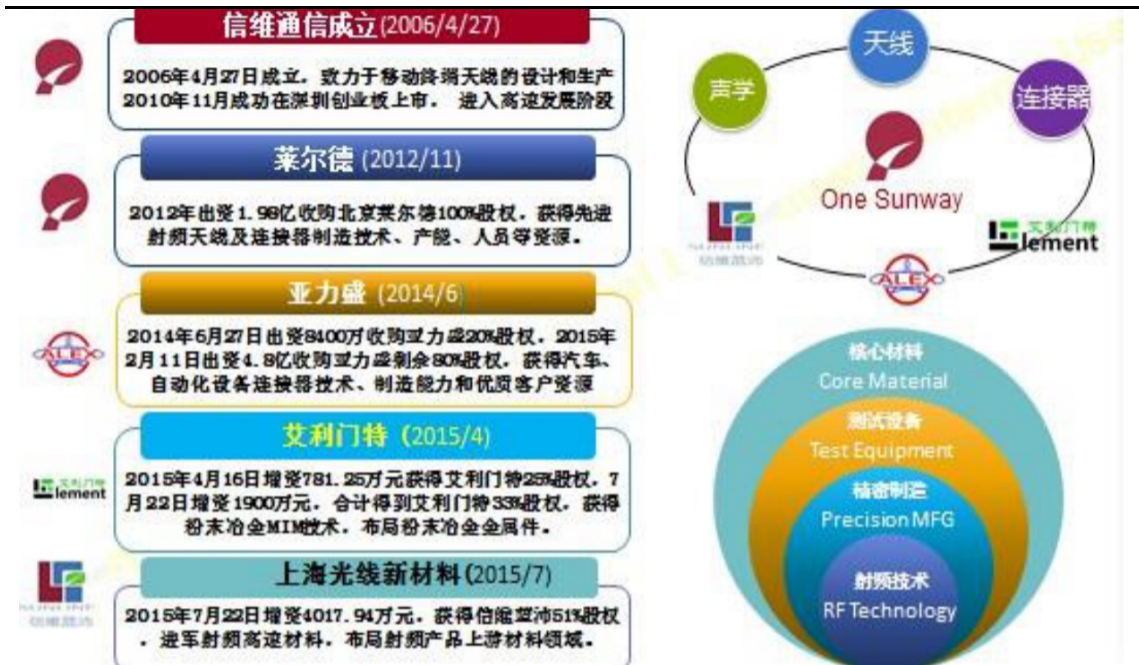 信维通信成立(2006/4/27)
2006年4月27日成立，致力于移动终端天线的设计和生产
2010年11月成功在深圳创业板上市， 进入高速发展阶段
莱尔德 (2012/11)
2012年出资1.98亿收购北京莱尔德100%股权，获得先进
射频天线及连接器制造技术、产能、人员等资源。
亚力盛 (2014/6)
2014年6月27日出资8400万收购亚力盛20%股权，2015年
2月11日出资4.8亿收购亚力盛剩余80%股权，获得汽车、
自动化设备连接器技术、制造能力和优质客户资源
ALEX
艾利门特 (2015/4)
2015年4月16日增资781.25万元获得艾利门特25%股权，7
月22日增资1900万元，合计得到艾利门特33%股权，获得
粉末冶金MIM技术，布局粉末冶金金属件。
艾利门特
Element
上海光线新材料(2015/7)
2015年7月22日增资4017.94万元，获得信维蓝沛51%股权
，进军射频高速材料，布局射频产品上游材料领域。
信维蓝沛
天线
声学
连接器
One Sunway
信维蓝沛
艾利门特
Element
ALEX
核心材料
Core Material
测试设备
Test Equipment
精密制造
Precision MFG
射频技术
RF Technology